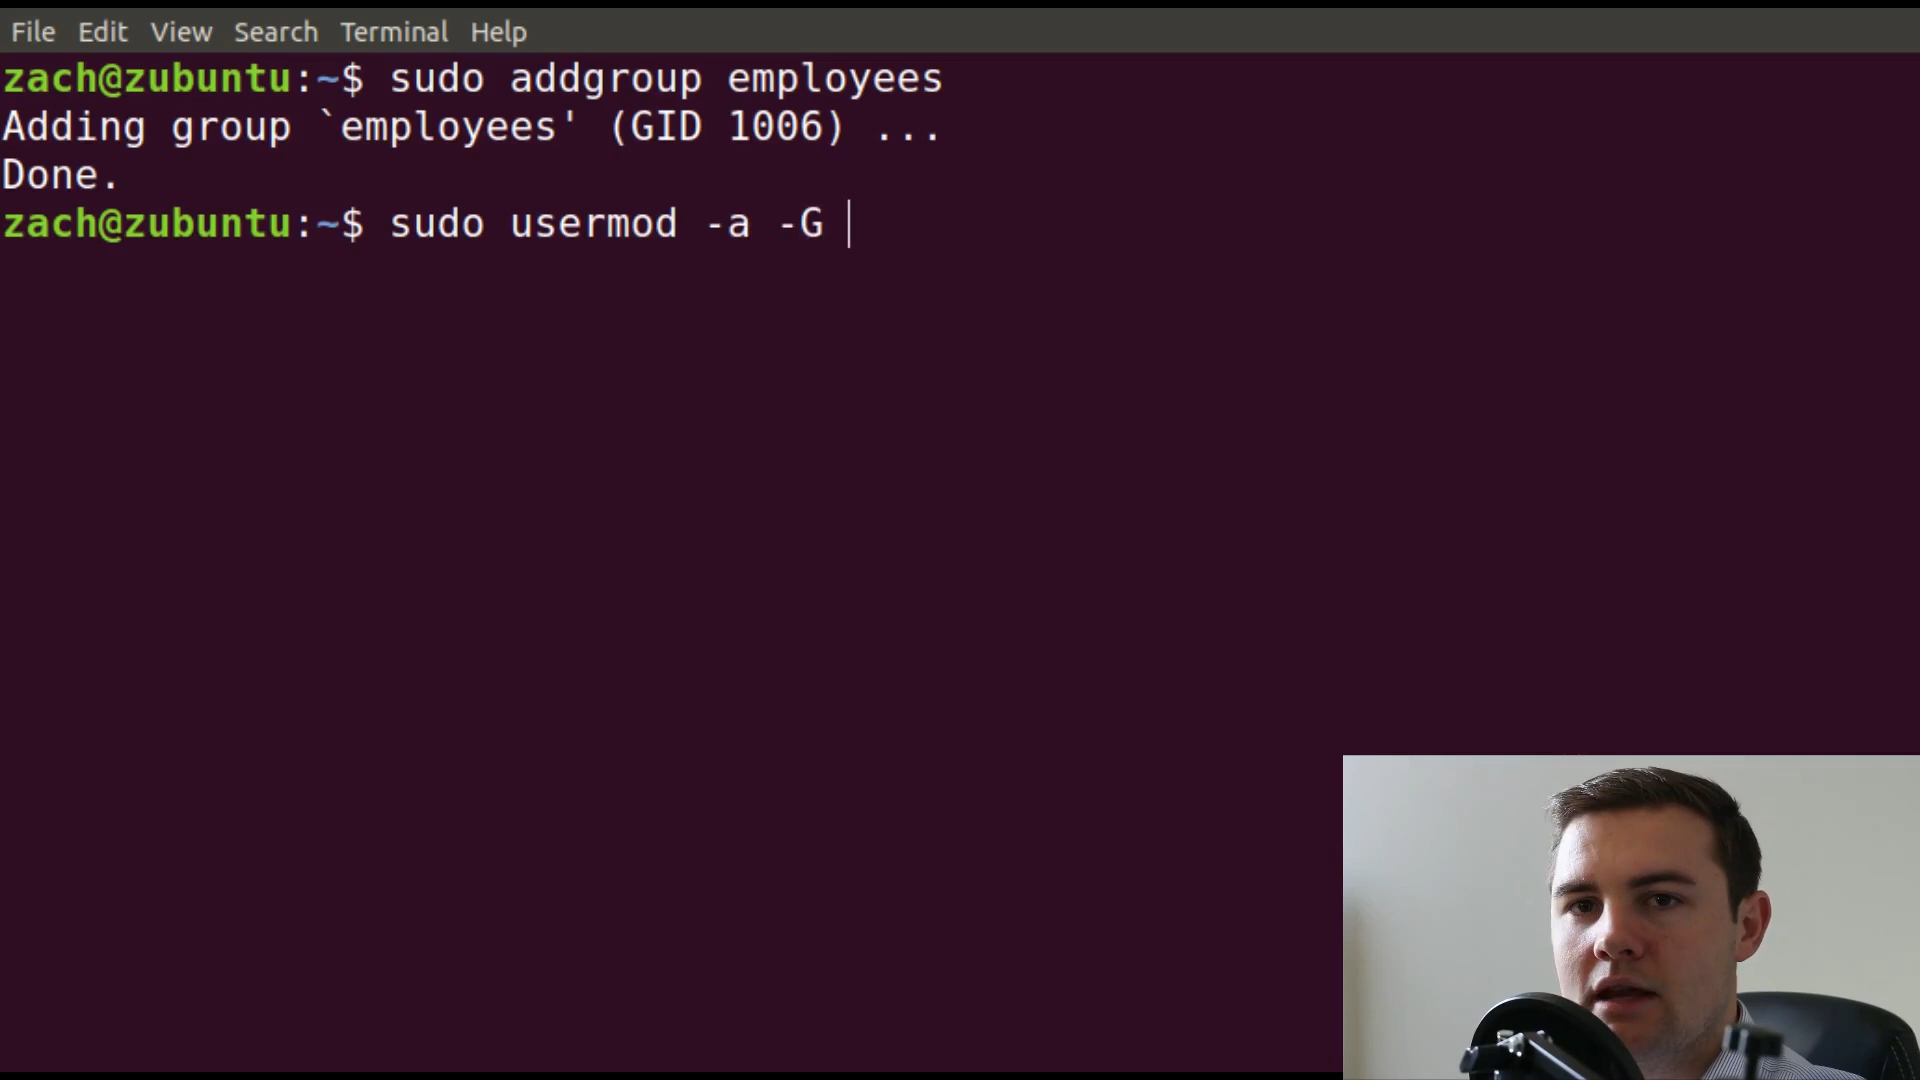 File Edit View Search Terminal Help
zach@zubuntu:~$ sudo addgroup employees
Adding group `employees' (GID 1006) ...
Done.
zach@zubuntu:~$ sudo usermod -a -G